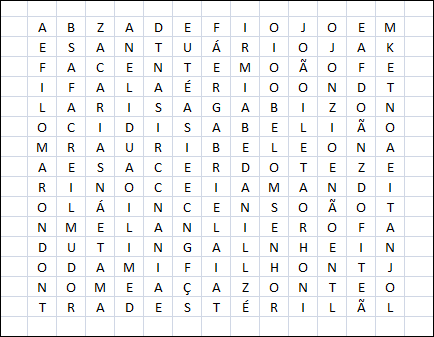 A B Z A D E F I O J O E M
E S A N T U Á R I O J A K
F A C E N T E M O Ã O F E
I F A L A É R I O O N D T
L A R I S A G A B I Z O N
O C I D I S A B E L I Ã O
M R A U R I B E L E O N A
A E S A C E R D O T E Z E
R I N O C E I A M A N D I
O L Á I N C E N S O Ã O T
N M E L A N L I E R O F A
D U T I N G A L N H E I N
O D A M I F I L H O N T J
N O M E A Ç A Z O N T E O
T R A D E S T É R I L Ã L